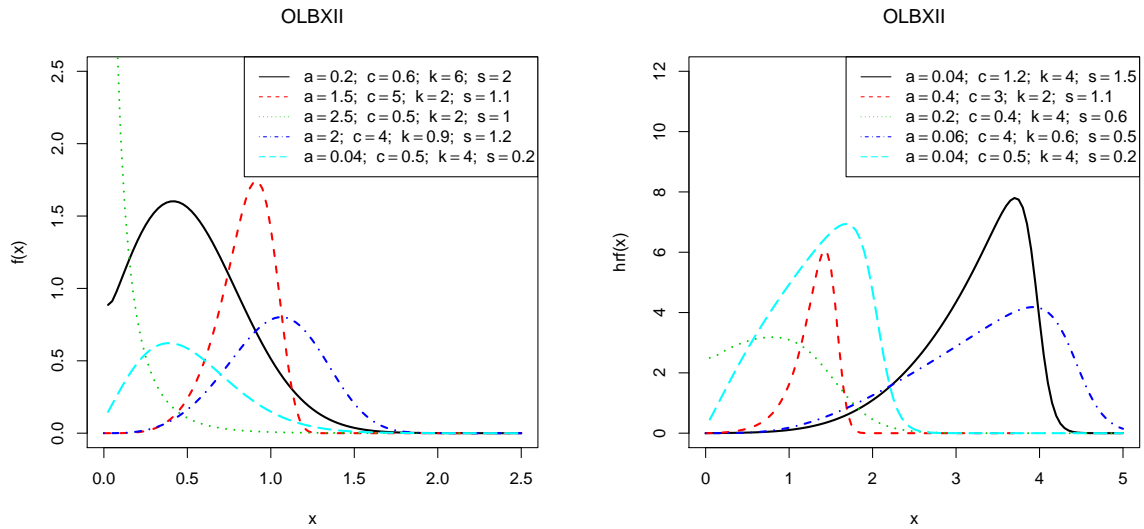 OLBXII
a=0.2; c=0.6; k=6; s=2
a=1.5; c=5; k=2; s=1.1
a=2.5; c=0.5; k=2; s=1
a=2; c=4; k=0.9; s=1.2
a=0.04; c=0.5; k=4; s=0.2
f(x)
0.0 0.5 1.0 1.5 2.0 2.5
0.0 0.5 1.0 1.5 2.0 2.5
x
OLBXII
a=0.04; c=1.2; k=4; s=1.5
a=0.4; c=3; k=2; s=1.1
a=0.2; c=0.4; k=4; s=0.6
a=0.06; c=4; k=0.6; s=0.5
a=0.04; c=0.5; k=4; s=0.2
hrf(x)
0 2 4 6 8 10 12
0 1 2 3 4 5
x